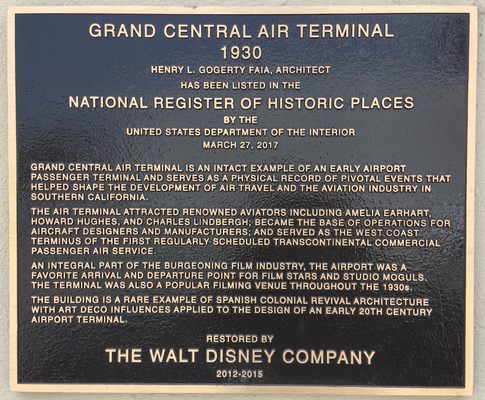 GRAND CENTRAL AIR TERMINAL
1930
HENRY L. GOGERTY FAIA, ARCHITECT
HAS BEEN LISTED IN THE
NATIONAL REGISTER OF HISTORIC PLACES
BY THE
UNITED STATES DEPARTMENT OF THE INTERIOR
MARCH 27, 2017
GRAND CENTRAL AIR TERMINAL IS AN INTACT EXAMPLE OF AN EARLY AIRPORT
PASSENGER TERMINAL AND SERVES AS A PHYSICAL RECORD OF PIVOTAL EVENTS THAT
HELPED SHAPE THE DEVELOPMENT OF AIR TRAVEL AND THE AVIATION INDUSTRY IN
SOUTHERN CALIFORNIA.
THE AIR TERMINAL ATTRACTED RENOWNED AVIATORS INCLUDING AMELIA EARHART,
HOWARD HUGHES, AND CHARLES LINDBERGH; BECAME THE BASE OF OPERATIONS FOR
AIRCRAFT DESIGNERS AND MANUFACTURERS; AND SERVED AS THE WEST COAST
TERMINUS OF THE FIRST REGULARLY SCHEDULED TRANSCONTINENTAL COMMERCIAL
PASSENGER AIR SERVICE.
AN INTEGRAL PART OF THE BURGEONING FILM INDUSTRY, THE AIRPORT WAS A
FAVORITE ARRIVAL AND DEPARTURE POINT FOR FILM STARS AND STUDIO MOGULS.
THE TERMINAL WAS ALSO A POPULAR FILMING VENUE THROUGHOUT THE 1930s.
THE BUILDING IS A RARE EXAMPLE OF SPANISH COLONIAL REVIVAL ARCHITECTURE
WITH ART DECO INFLUENCES APPLIED TO THE DESIGN OF AN EARLY 20TH CENTURY
AIRPORT TERMINAL.
RESTORED BY
THE WALT DISNEY COMPANY
2012-2015